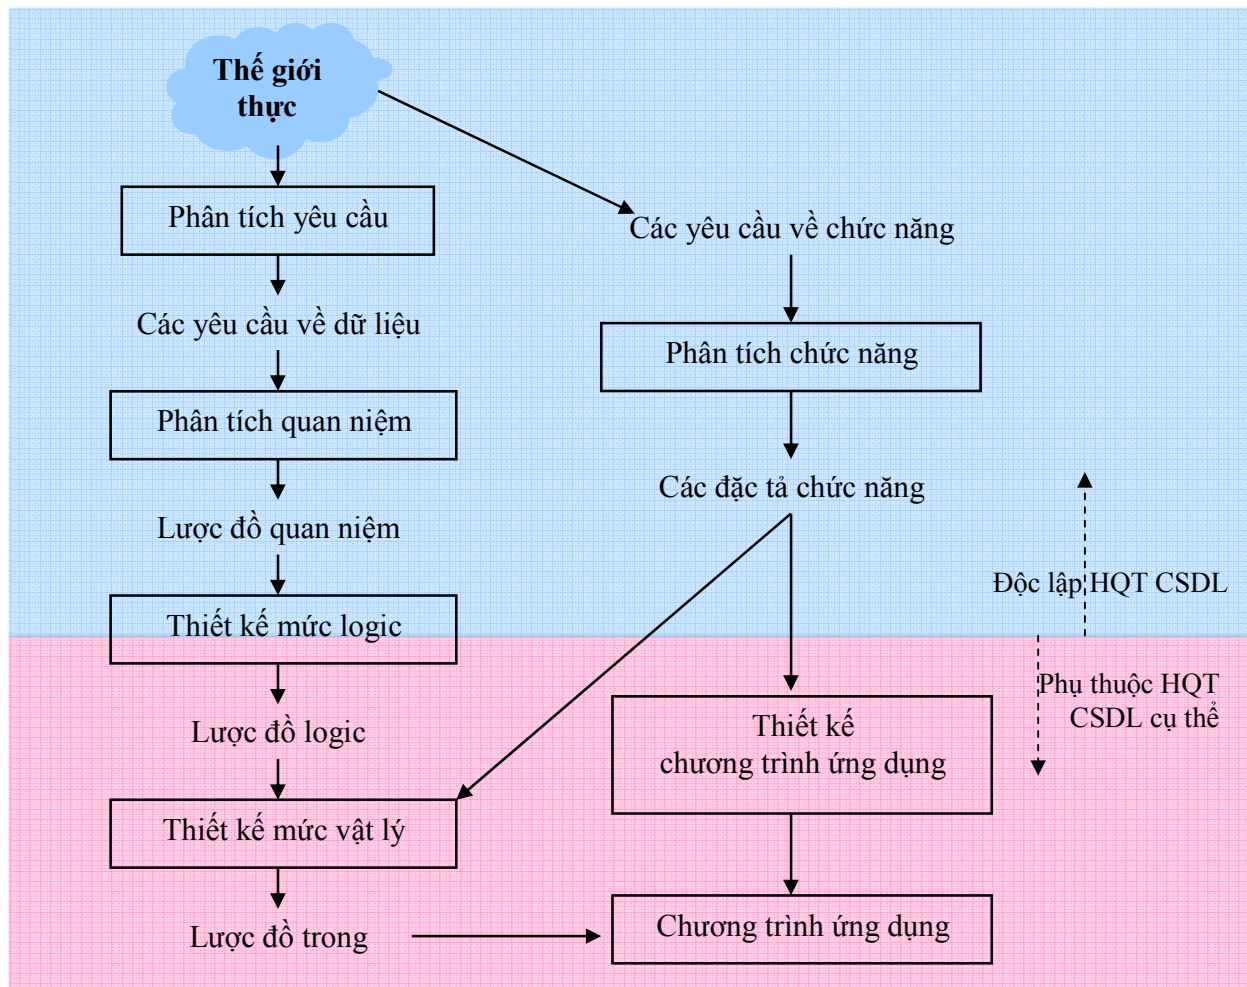 Thế giới
thực
Phân tích yêu cầu
Các yêu cầu về chức năng
Các yêu cầu về dữ liệu
Phân tích chức năng
Phân tích quan niệm
Các đặc tả chức năng
Lược đồ quan niệm
Độc lập HQT CSDL
Thiết kế mức logic
Phụ thuộc HQT
CSDL cụ thể
Lược đồ logic
Thiết kế
chương trình ứng dụng
Thiết kế mức vật lý
Lược đồ trong
Chương trình ứng dụng